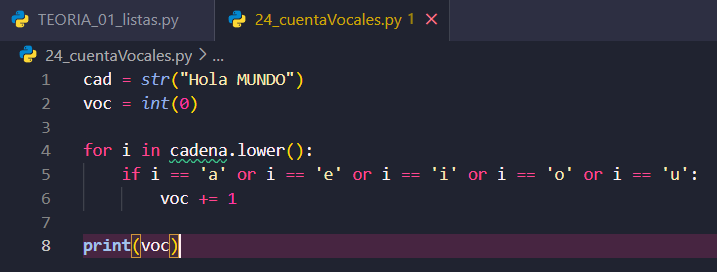 TEORIA_01_listas.py
24_cuentaVocales.py 1 ×
24_cuentaVocales.py > ...
1 cad = str("Hola MUNDO")
2 voc = int(0)
3
4 for i in cadena.lower():
5     if i == 'a' or i == 'e' or i == 'i' or i == 'o' or i == 'u':
6         voc += 1
7
8 print(voc)